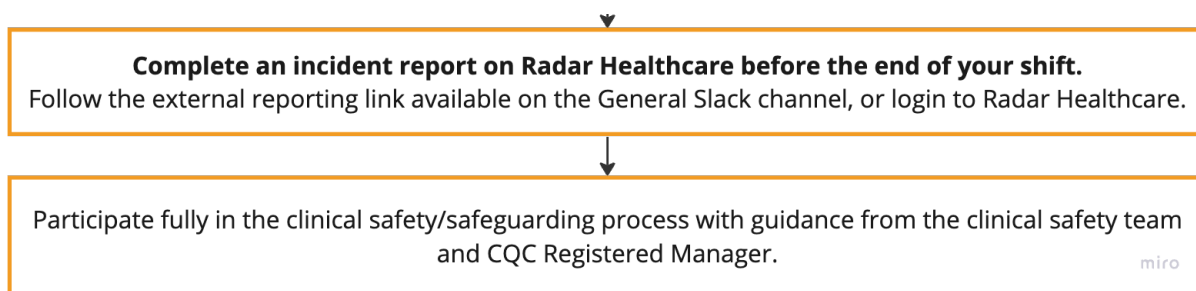 Complete an incident report on Radar Healthcare before the end of your shift.
Follow the external reporting link available on the General Slack channel, or login to Radar Healthcare.
Participate fully in the clinical safety/safeguarding process with guidance from the clinical safety team
and CQC Registered Manager.
miro